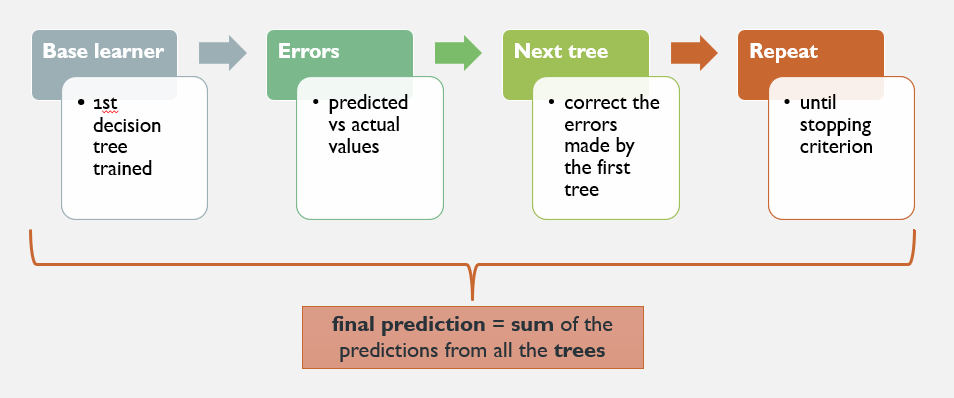 Base learner
• 1st
decision
tree
trained
Errors
• predicted
vs actual
values
Next tree
• correct the
errors
made by
the first
tree
Repeat
• until
stopping
criterion
final prediction = sum of the
predictions from all the trees